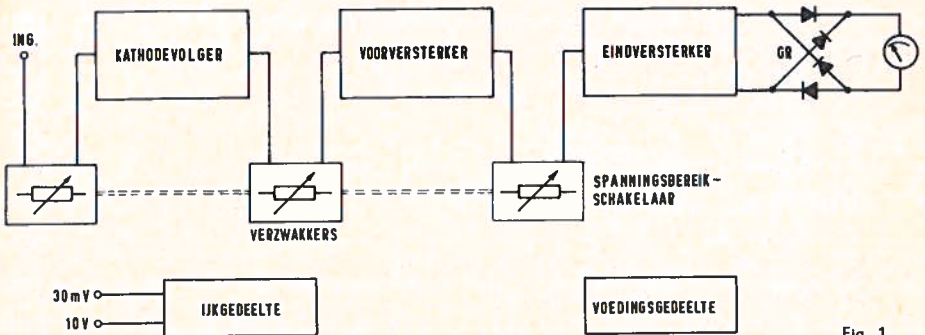 ING.
KATHODEVOLGER
VOORVERSTERKER
EINDVERSTERKER
GR
SPANNINGSBEREIK-
SCHAKELAAR
VERZWAKKERS
30mV
10V
IJKGEDEELTE
VOEDINGSGEDEELTE
Fig. 1